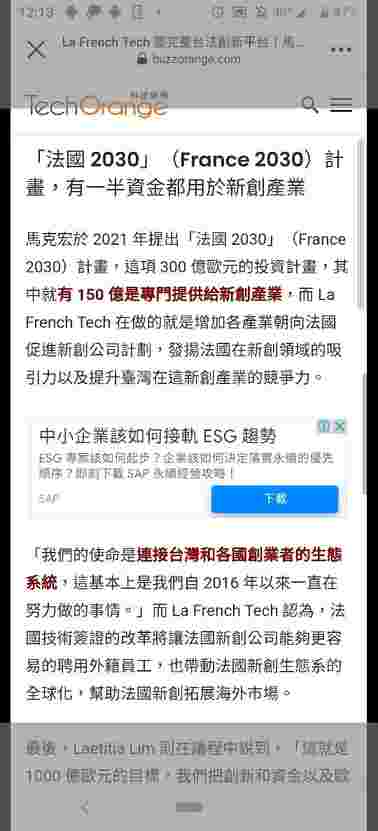 12:13
La French Tech 要完整台法創新平台！馬...
buzzorange.com
TechOrange
科技報橘
「法國 2030」（France 2030）計
畫，有一半資金都用於新創產業
馬克宏於 2021 年提出「法國 2030」（France
2030）計畫，這項 300 億歐元的投資計畫，其
中就有 150 億是專門提供給新創產業，而 La
French Tech 在做的就是增加各產業朝向法國
促進新創公司計劃，發揚法國在新創領域的吸
引力以及提升臺灣在這新創產業的競爭力。
中小企業該如何接軌 ESG 趨勢
ESG 專案該如何起步？企業該如何決定落實永續的優先
順序？即刻下載 SAP 永續經營攻略！
SAP
下載
「我們的使命是連接台灣和各國創業者的生態
系統，這基本上是我們自 2016 年以來一直在
努力做的事情。」而 La French Tech 認為，法
國技術簽證的改革將讓法國新創公司能夠更容
易的聘用外籍員工，也帶動法國新創生態系的
全球化，幫助法國新創拓展海外市場。
最後，Laetitia Lim 則在議程中說到，「這就是
1000 億歐元的目標，我們把創新和資金以及歐